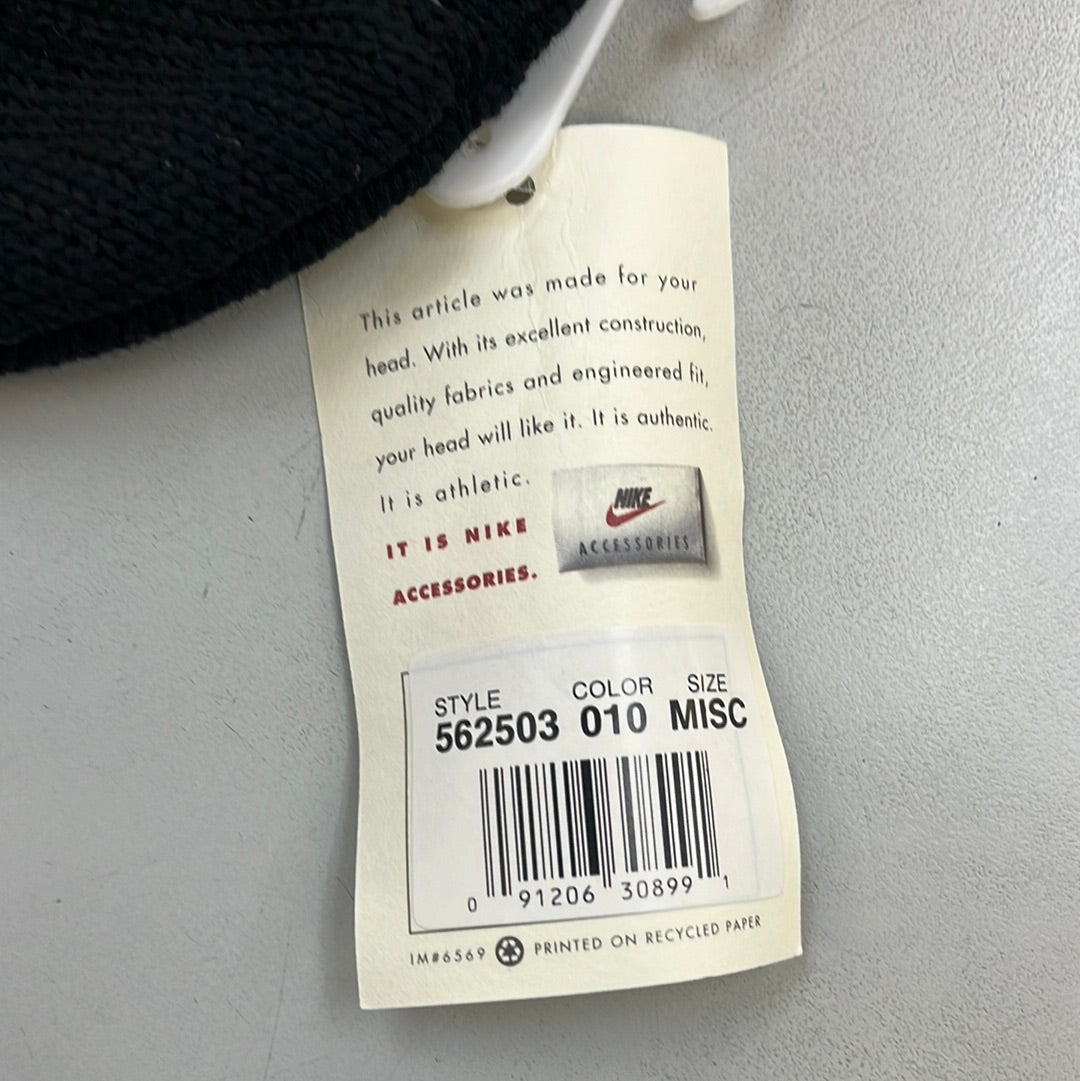 This article was made for your
head. With its excellent construction,
quality fabrics and engineered fit,
your head will like it. It is authentic.
It is athletic.
IT IS NIKE
ACCESSORIES.
NIKE
ACCESSORIES
STYLE COLOR SIZE
562503 010 MISC
0 91206 30899 1
IM#6569 PRINTED ON RECYCLED PAPER